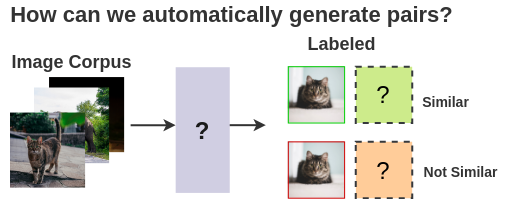 How can we automatically generate pairs?
Labeled
Image Corpus
?
?
Similar
?
Not Similar